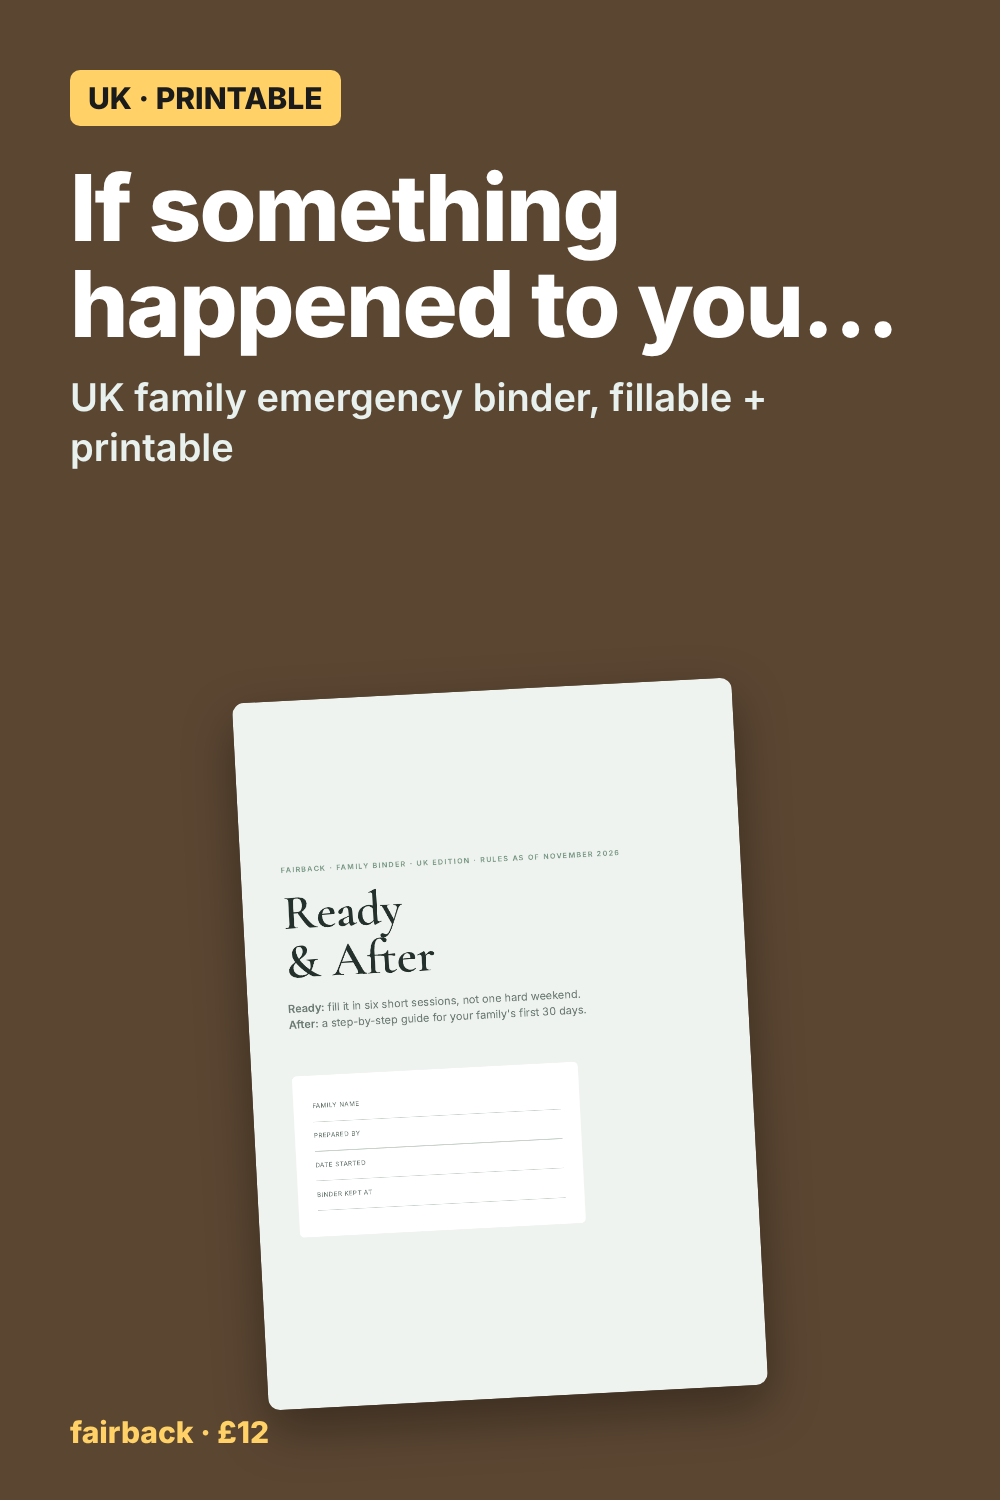 UK · PRINTABLE
If something
happened to you…
UK family emergency binder, fillable +
printable
FAIRBACK · FAMILY BINDER · UK EDITION · RULES AS OF NOVEMBER 2026
Ready
& After
Ready: fill it in six short sessions, not one hard weekend.
After: a step-by-step guide for your family's first 30 days.
FAMILY NAME
PREPARED BY
DATE STARTED
BINDER KEPT AT
fairback · £12